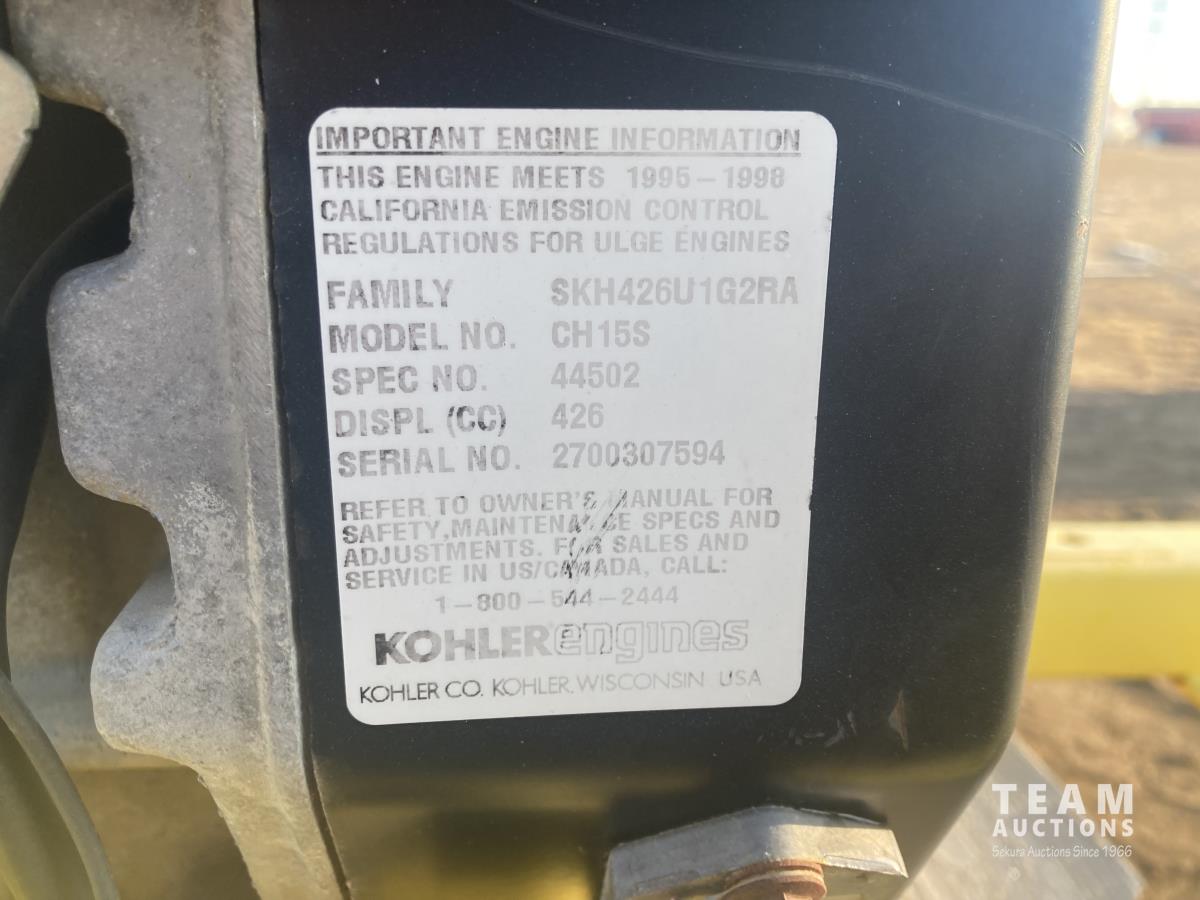 IMPORTANT ENGINE INFORMATION
THIS ENGINE MEETS 1995-1998
CALIFORNIA EMISSION CONTROL
REGULATIONS FOR ULGE ENGINES
FAMILY SKH426U1G2RA
MODEL NO. CH15S
SPEC NO. 44502
DISPL (CC) 426
SERIAL NO. 2700307594
REFER TO OWNER'S MANUAL FOR
SAFETY, MAINTENANCE SPECS AND
ADJUSTMENTS. FOR SALES AND
SERVICE IN US/CANADA, CALL:
1-800-544-2444
KOHLERengines
KOHLER CO. KOHLER, WISCONSIN USA
TEAM
AUCTIONS
Sekura Auctions Since 1966